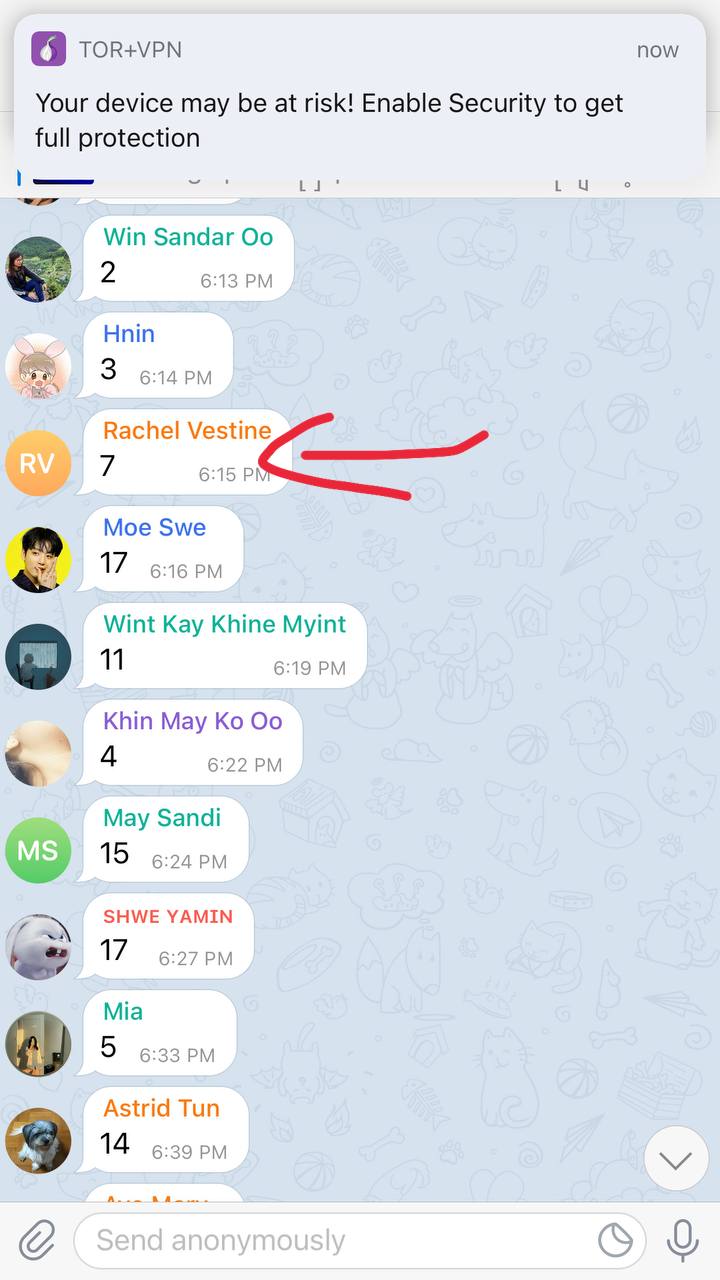 TOR+VPN
now
Your device may be at risk! Enable Security to get
full protection
Win Sandar Oo
2
6:13 PM
Hnin
3
6:14 PM
Rachel Vestine
RV
7
6:15 PM
Moe Swe
17
6:16 PM
Wint Kay Khine Myint
11
6:19 PM
Khin May Ko Oo
4
6:22 PM
May Sandi
MS
15
6:24 PM
SHWE YAMIN
17
6:27 PM
Mia
5
6:33 PM
Astrid Tun
14
6:39 PM
Send anonymously